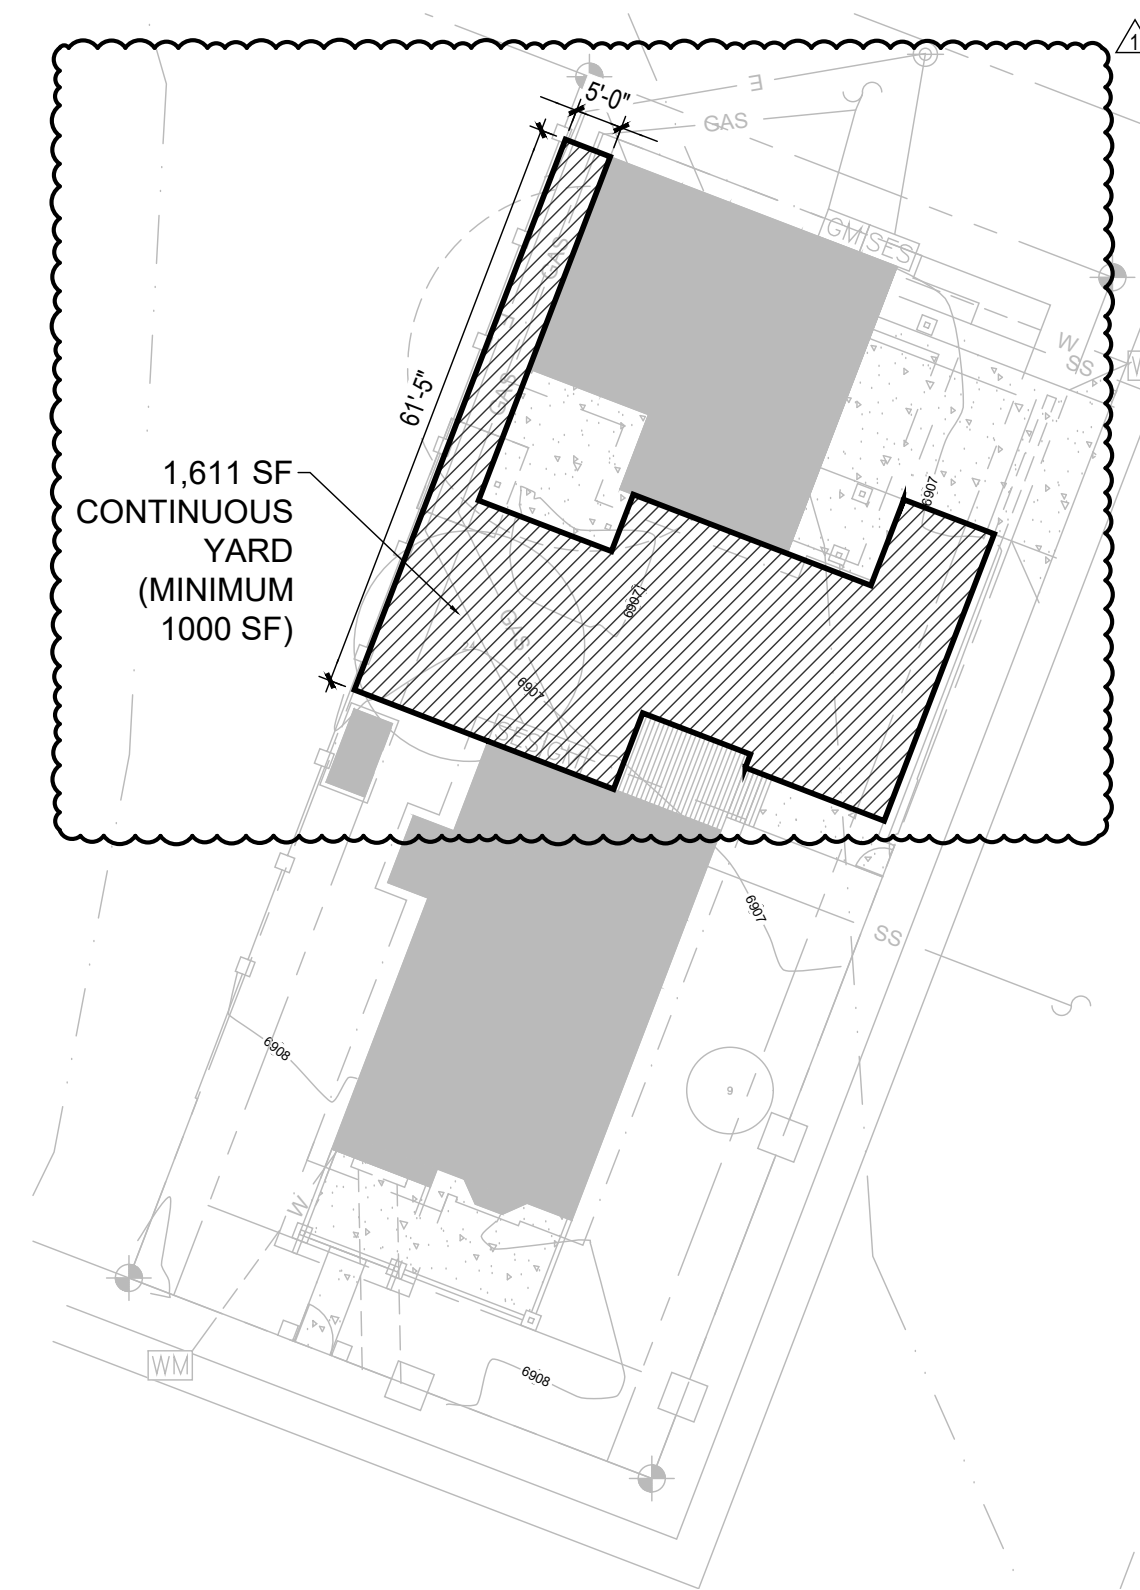 1
5'-0"
E
GAS
GM
SES
GAS
W
SS
61'-5"
GAS
6907
1,611 SF
CONTINUOUS
YARD
(MINIMUM
1000 SF)
6907
GAS
6907
6907
SS
6908
9
W
WM
6908